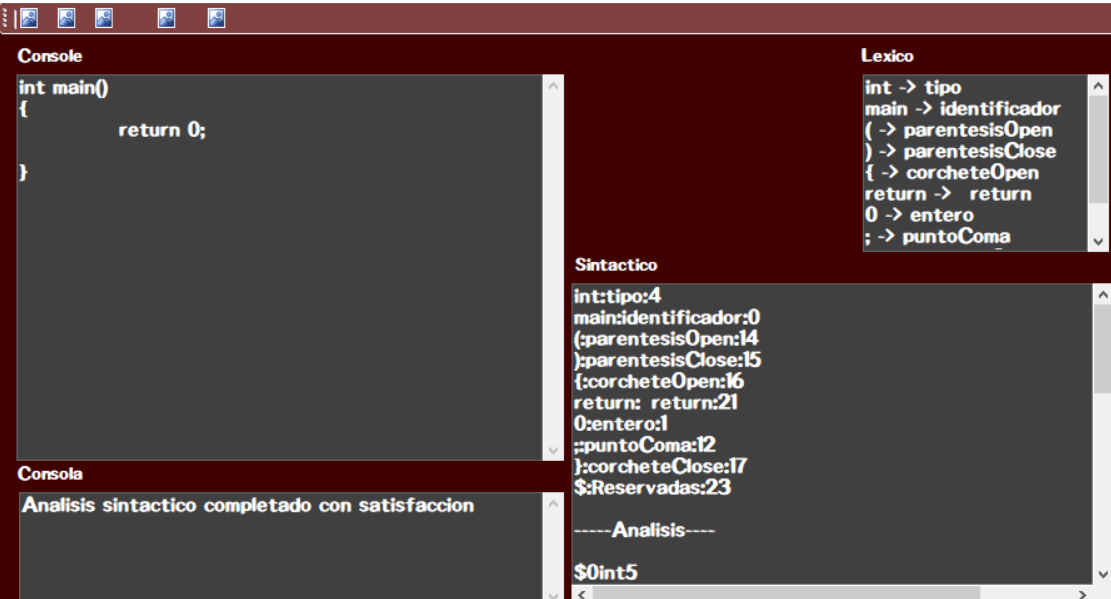 Console
int main()
{
return 0;
}
Consola
Analisis sintactico completado con satisfaccion
Lexico
int -> tipo
main -> identificador
( -> parentesisOpen
) -> parentesisClose
{ -> corcheteOpen
return ->   return
0 -> entero
; -> puntoComa
Sintactico
int:tipo:4
main:identificador:0
(:parentesisOpen:14
):parentesisClose:15
{:corcheteOpen:16
return:  return:21
0:entero:1
;:puntoComa:12
}:corcheteClose:17
$:Reservadas:23
-----Analisis----
$0int5